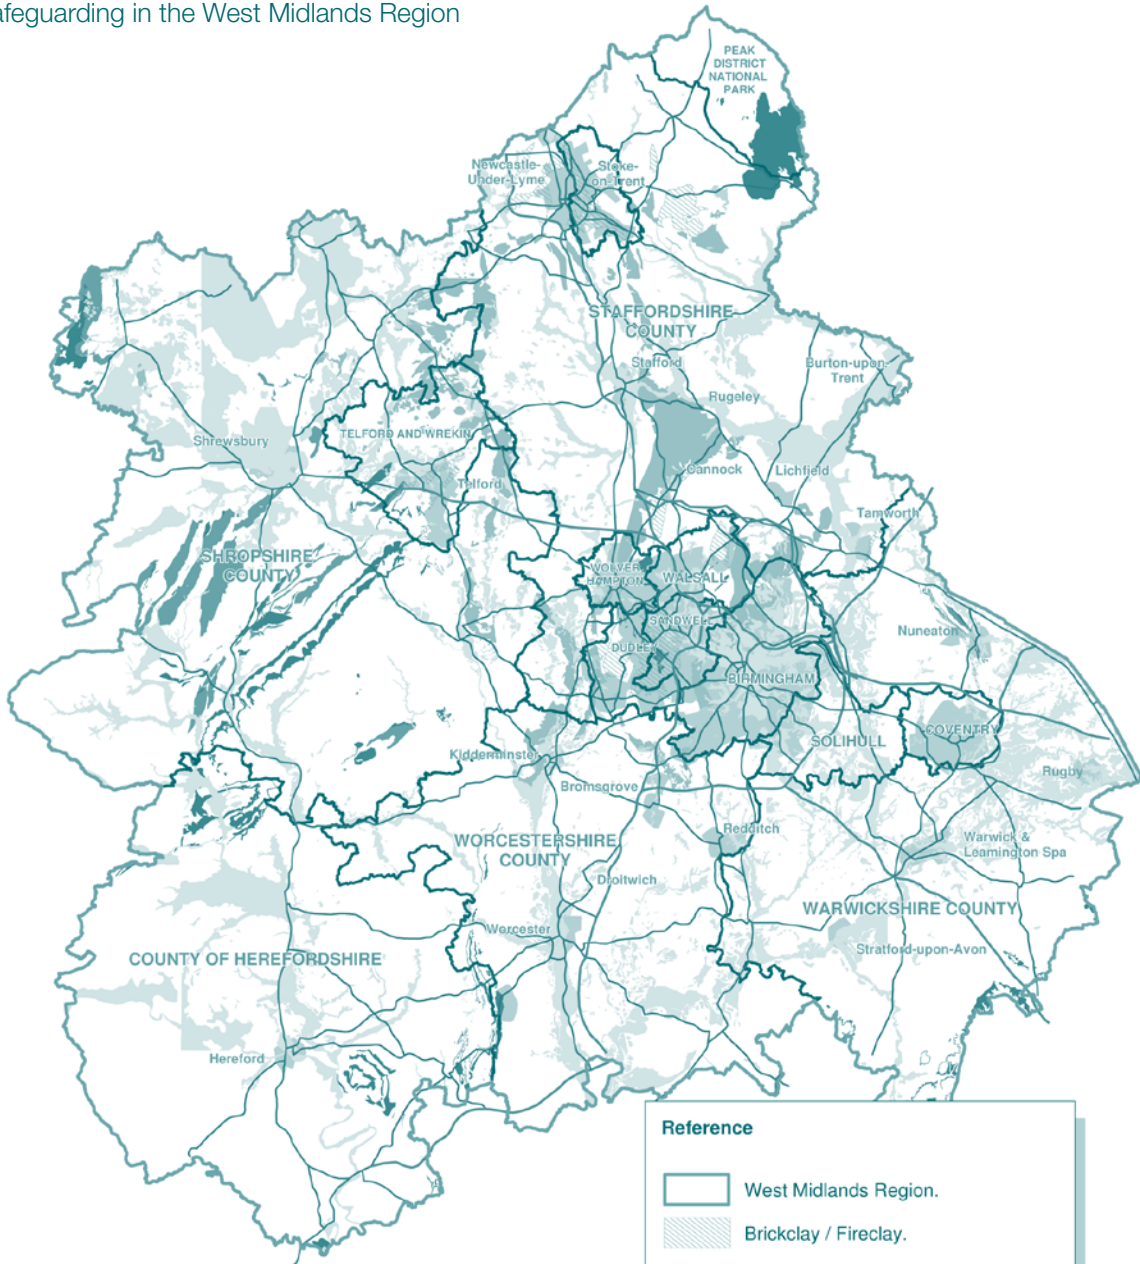 afeguarding in the West Midlands Region
PEAK
DISTRICT
NATIONAL
PARK
Newcastle-
Under-Lyme
Stoke-
on-Trent
STAFFORDSHIRE
COUNTY
Stafford
Burton-upon-
Trent
Rugeley
Shrewsbury
TELFORD AND WREKIN
Cannock
Lichfield
Telford
Tamworth
SHROPSHIRE
COUNTY
WOLVER
HAMPTON
WALSALL
SANDWELL
DUDLEY
Nuneaton
BIRMINGHAM
COVENTRY
SOLIHULL
Kidderminster
Rugby
Bromsgrove
Redditch
WORCESTERSHIRE
COUNTY
Warwick &
Leamington Spa
Droitwich
WARWICKSHIRE COUNTY
Worcester
Stratford-upon-Avon
COUNTY OF HEREFORDSHIRE
Hereford
Reference
West Midlands Region.
Brickclay / Fireclay.